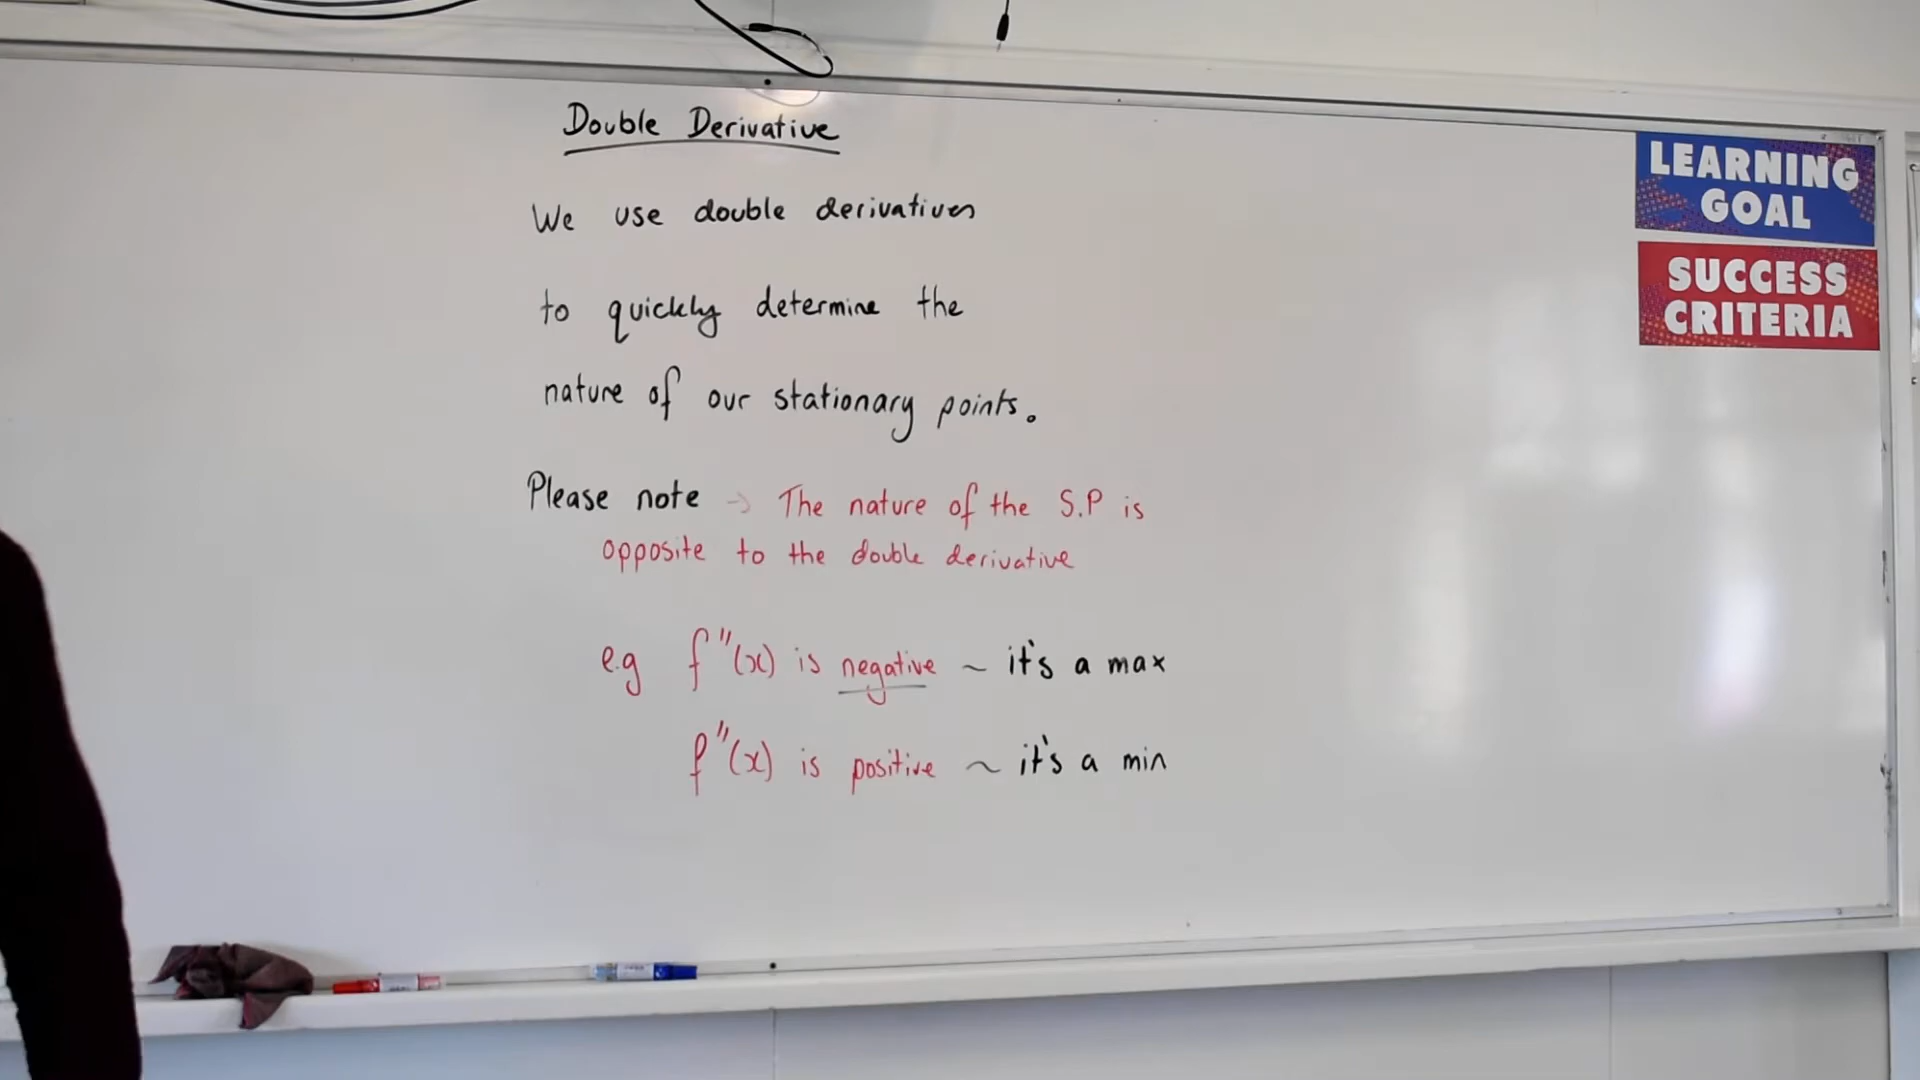 Double Derivative
We use double derivatives
to quickly determine the
nature of our stationary points.
Please note → The nature of the S.P is
opposite to the double derivative
e.g f"(x) is negative ~ it's a max
f"(x) is positive ~ it's a min
LEARNING
GOAL
SUCCESS
CRITERIA